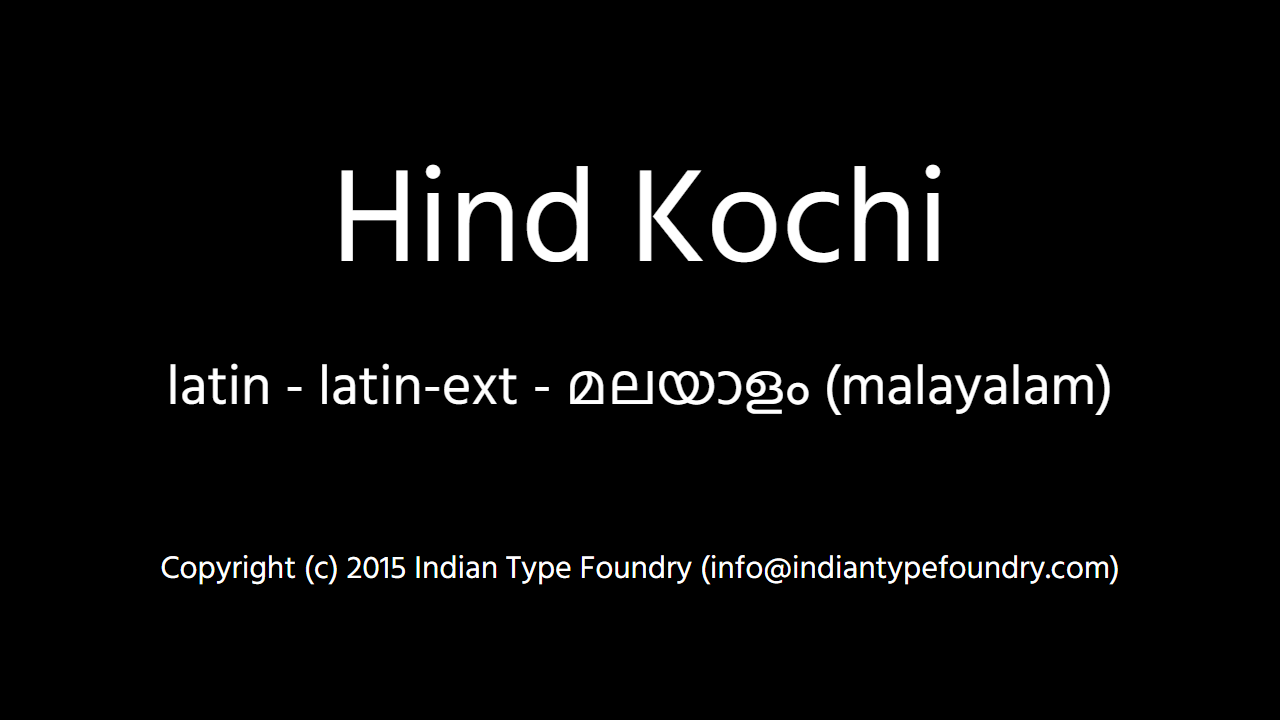 Hind Kochi
latin - latin-ext - മലയാളം (malayalam)
Copyright (c) 2015 Indian Type Foundry (info@indiantypefoundry.com)